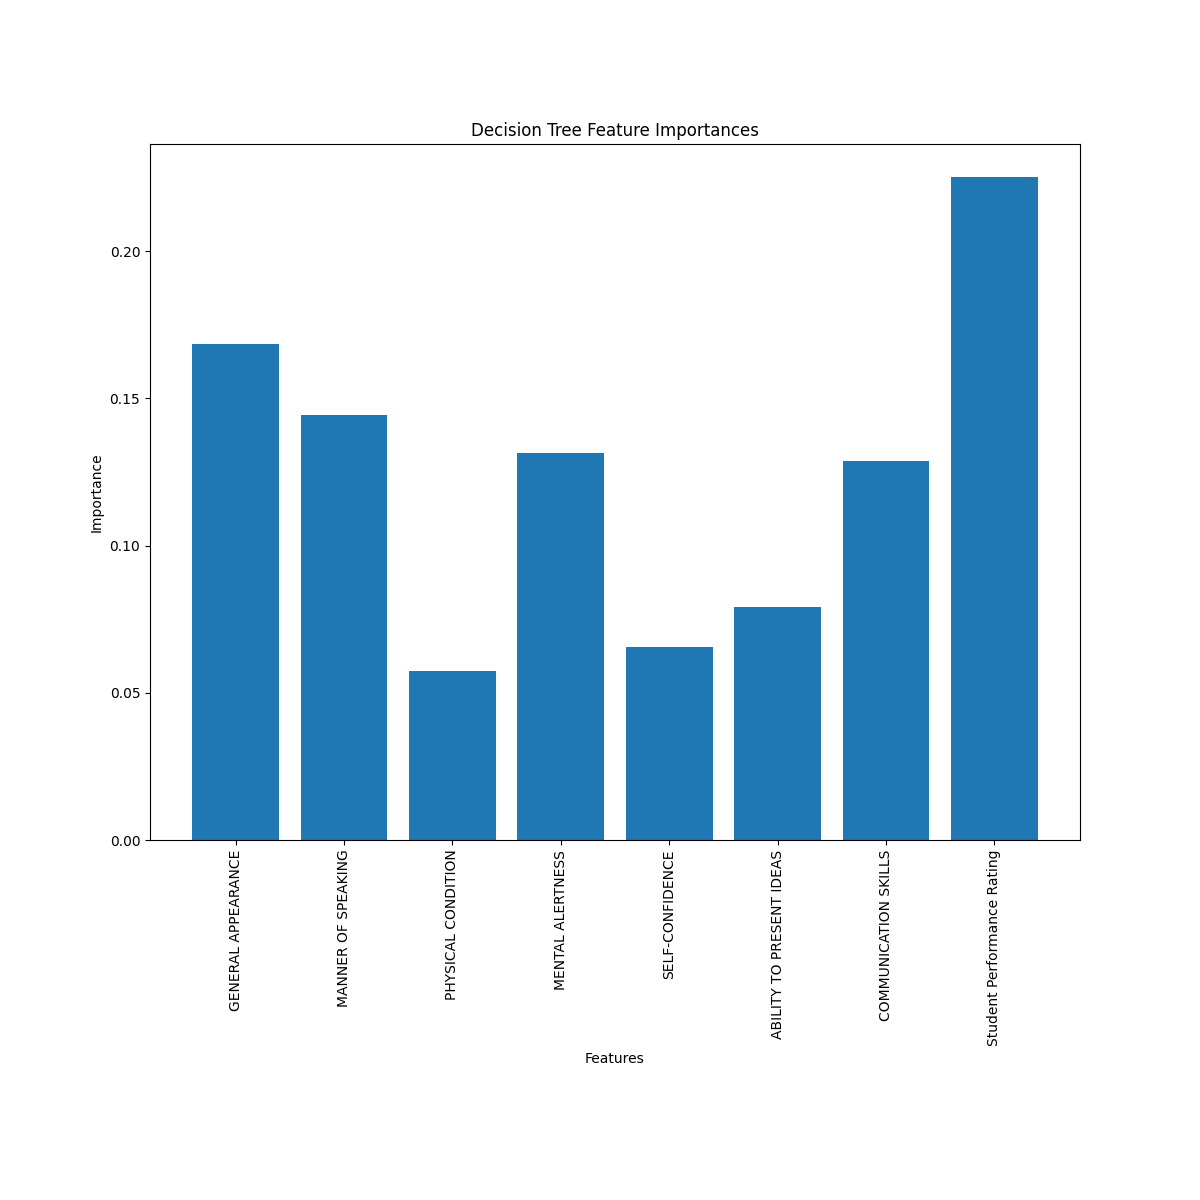 Decision Tree Feature Importances
Importance
0.20
0.15
0.10
0.05
0.00
GENERAL APPEARANCE
MANNER OF SPEAKING
PHYSICAL CONDITION
MENTAL ALERTNESS
SELF-CONFIDENCE
ABILITY TO PRESENT IDEAS
COMMUNICATION SKILLS
Student Performance Rating
Features